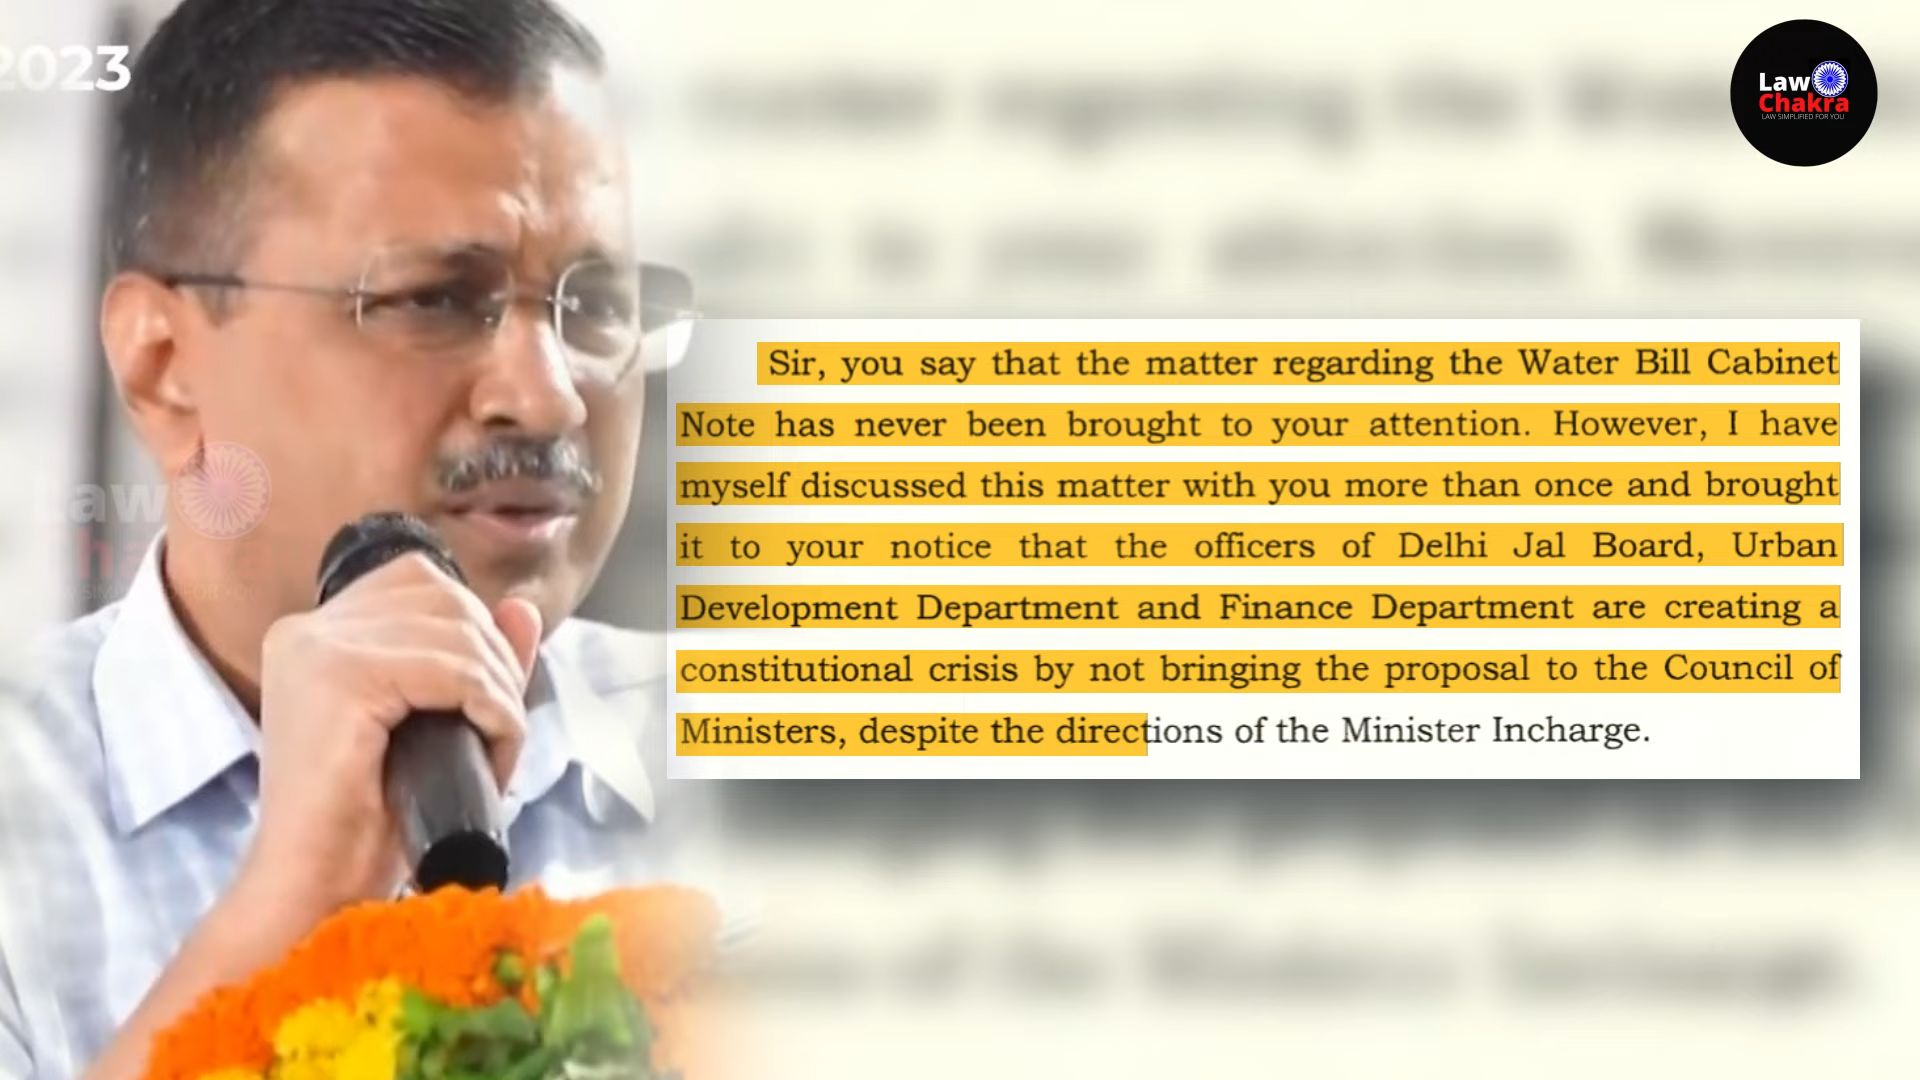 2023
Law
Chakra
LAW SIMPLIFIED FOR YOU
Sir, you say that the matter regarding the Water Bill Cabinet
Note has never been brought to your attention. However, I have
myself discussed this matter with you more than once and brought
it to your notice that the officers of Delhi Jal Board, Urban
Development Department and Finance Department are creating a
constitutional crisis by not bringing the proposal to the Council of
Ministers, despite the directions of the Minister Incharge.
Law
Chakra